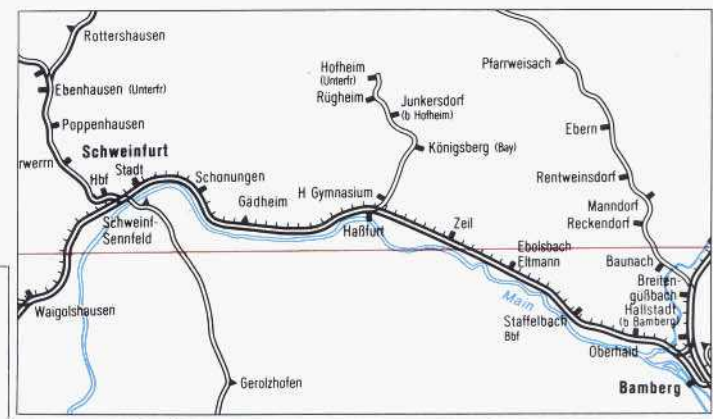 Rottershausen
Ebenhausen (Unterfr)
Poppenhausen
rwerrn
Schweinfurt
Hbf
Stadt
Schonungen
Schweinf-
Sennfeld
Gädheim
Waigolshausen
Gerolzhofen
Hofheim
(Unterfr)
Rügheim
Junkersdorf
(b Hofheim)
Königsberg (Bay)
H Gymnasium
Haßfurt
Zeil
Ebelsbach
Eltmann
Main
Staffelbach
Bbf
Oberhaid
Pfarrweisach
Ebern
Rentweinsdorf
Manndorf
Reckendorf
Baunach
Breiten-
güßbach
Hallstadt
(b Bamberg)
Bamberg